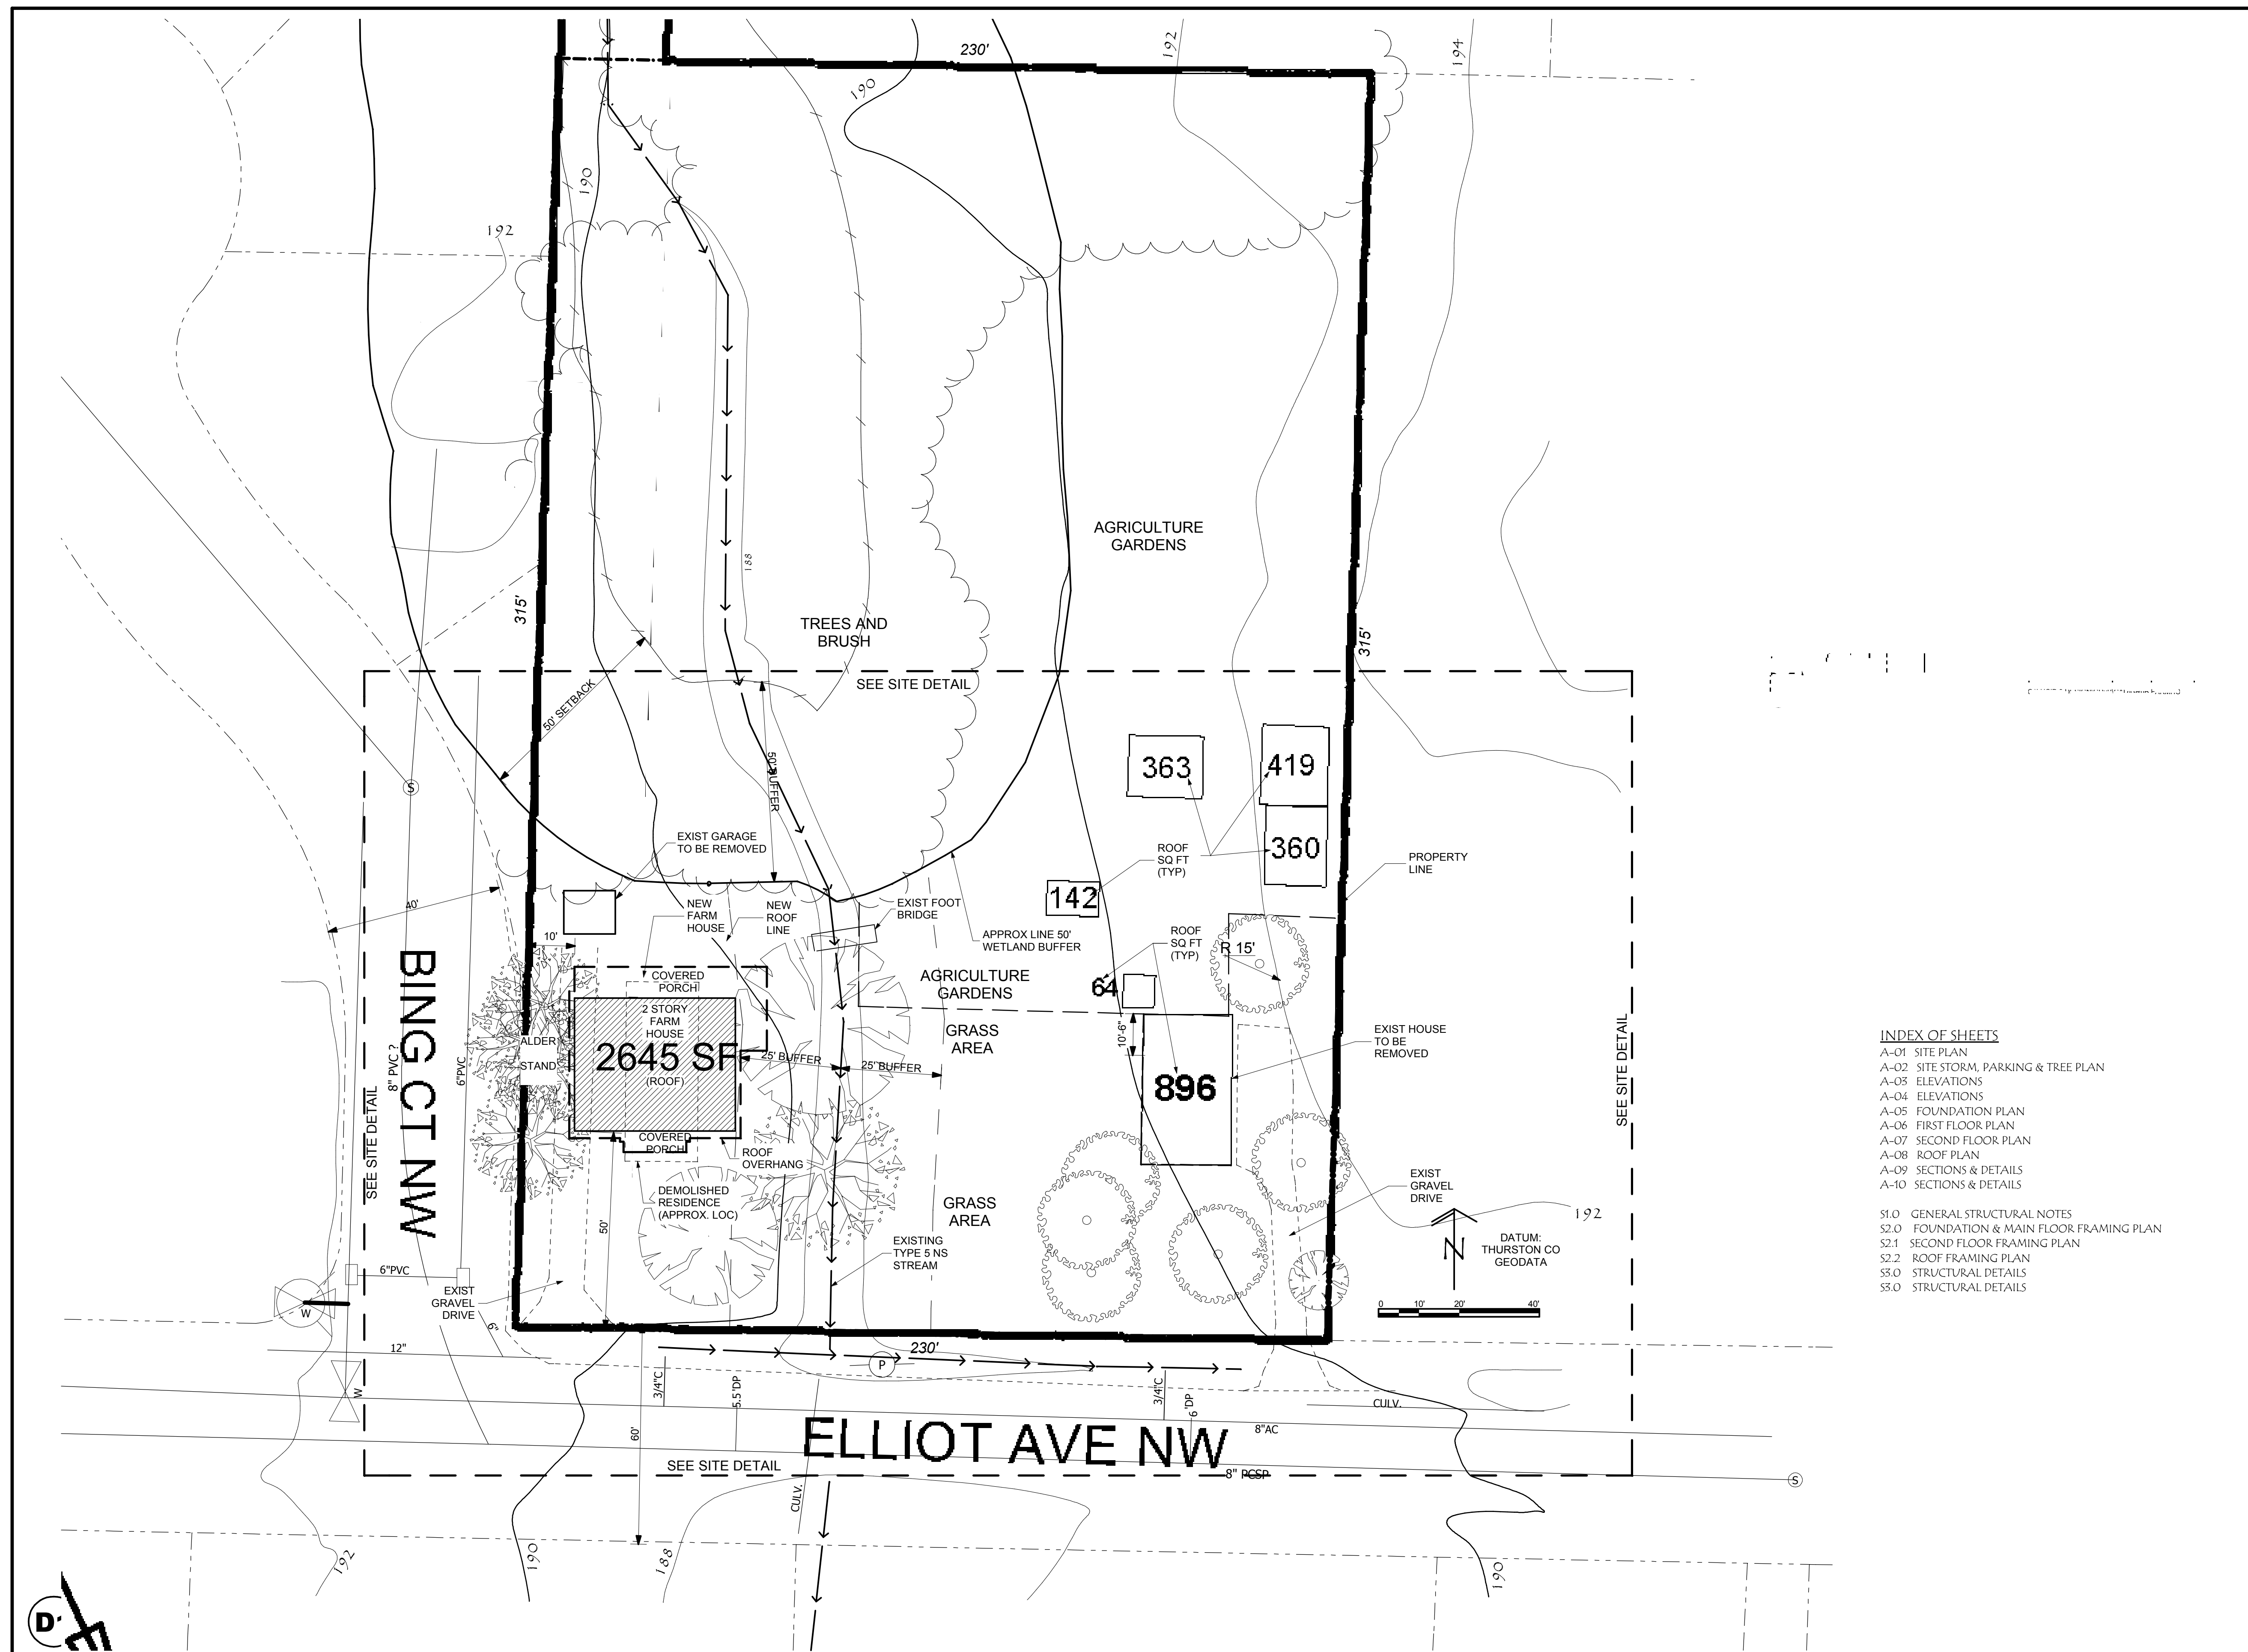 230'
192
194
190
190
192
315'
AGRICULTURE
GARDENS
188
TREES AND
BRUSH
315'
SEE SITE DETAIL
50' SETBACK
50' BUFFER
363
419
360
S
EXIST GARAGE
TO BE REMOVED
ROOF
SQ FT
(TYP)
PROPERTY
LINE
142
40'
NEW
FARM
HOUSE
NEW
ROOF
LINE
EXIST FOOT
BRIDGE
APPROX LINE 50'
WETLAND BUFFER
ROOF
SQ FT
(TYP)
R 15'
10'
BING CT NW
COVERED
PORCH
AGRICULTURE
GARDENS
64
2 STORY
FARM
HOUSE
2645 SF
(ROOF)
ALDER
STAND
GRASS
AREA
10'-6"
EXIST HOUSE
TO BE
REMOVED
SEE SITE DETAIL
8" PVC ?
6"PVC
25' BUFFER
25' BUFFER
896
SEE SITE DETAIL
COVERED
PORCH
ROOF
OVERHANG
DEMOLISHED
RESIDENCE
(APPROX. LOC)
50'
GRASS
AREA
EXISTING
TYPE 5 NS
STREAM
EXIST
GRAVEL
DRIVE
192
N
DATUM:
THURSTON CO
GEODATA
0 10' 20' 40'
6"PVC
EXIST
GRAVEL
DRIVE
W
6"
12"
230'
P
W
3/4"C
5.5'DP
3/4"C
6 'DP
CULV.
60'
ELLIOT AVE NW
8"AC
SEE SITE DETAIL
8" PCSP
S
CULV.
192
190
188
190
D
INDEX OF SHEETS
A-01 SITE PLAN
A-02 SITE STORM, PARKING & TREE PLAN
A-03 ELEVATIONS
A-04 ELEVATIONS
A-05 FOUNDATION PLAN
A-06 FIRST FLOOR PLAN
A-07 SECOND FLOOR PLAN
A-08 ROOF PLAN
A-09 SECTIONS & DETAILS
A-10 SECTIONS & DETAILS
S1.0 GENERAL STRUCTURAL NOTES
S2.0 FOUNDATION & MAIN FLOOR FRAMING PLAN
S2.1 SECOND FLOOR FRAMING PLAN
S2.2 ROOF FRAMING PLAN
S3.0 STRUCTURAL DETAILS
S3.0 STRUCTURAL DETAILS